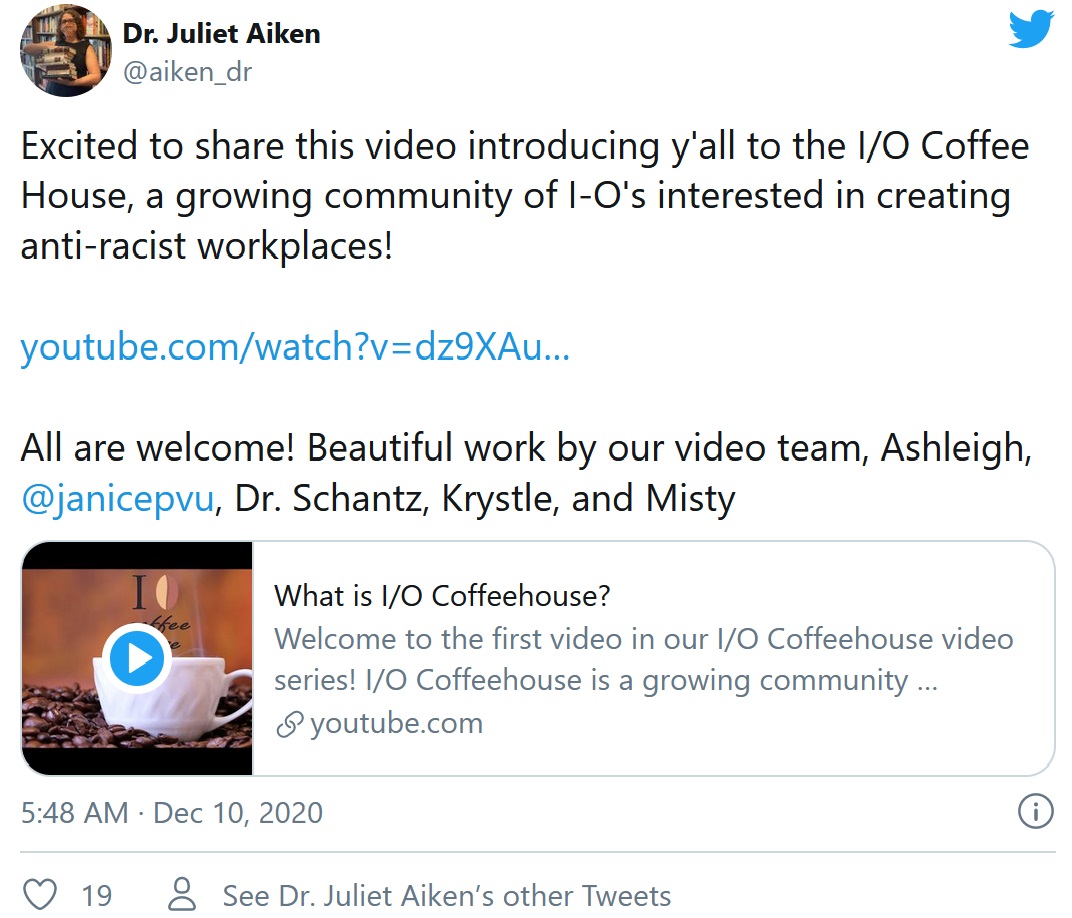 Dr. Juliet Aiken
@aiken_dr
Excited to share this video introducing y'all to the I/O Coffee
House, a growing community of I-O's interested in creating
anti-racist workplaces!
youtube.com/watch?v=dz9XAu...
All are welcome! Beautiful work by our video team, Ashleigh,
@janicepvu, Dr. Schantz, Krystle, and Misty
I
ffee
e
What is I/O Coffeehouse?
Welcome to the first video in our I/O Coffeehouse video
series! I/O Coffeehouse is a growing community ...
youtube.com
5:48 AM · Dec 10, 2020
19
See Dr. Juliet Aiken's other Tweets